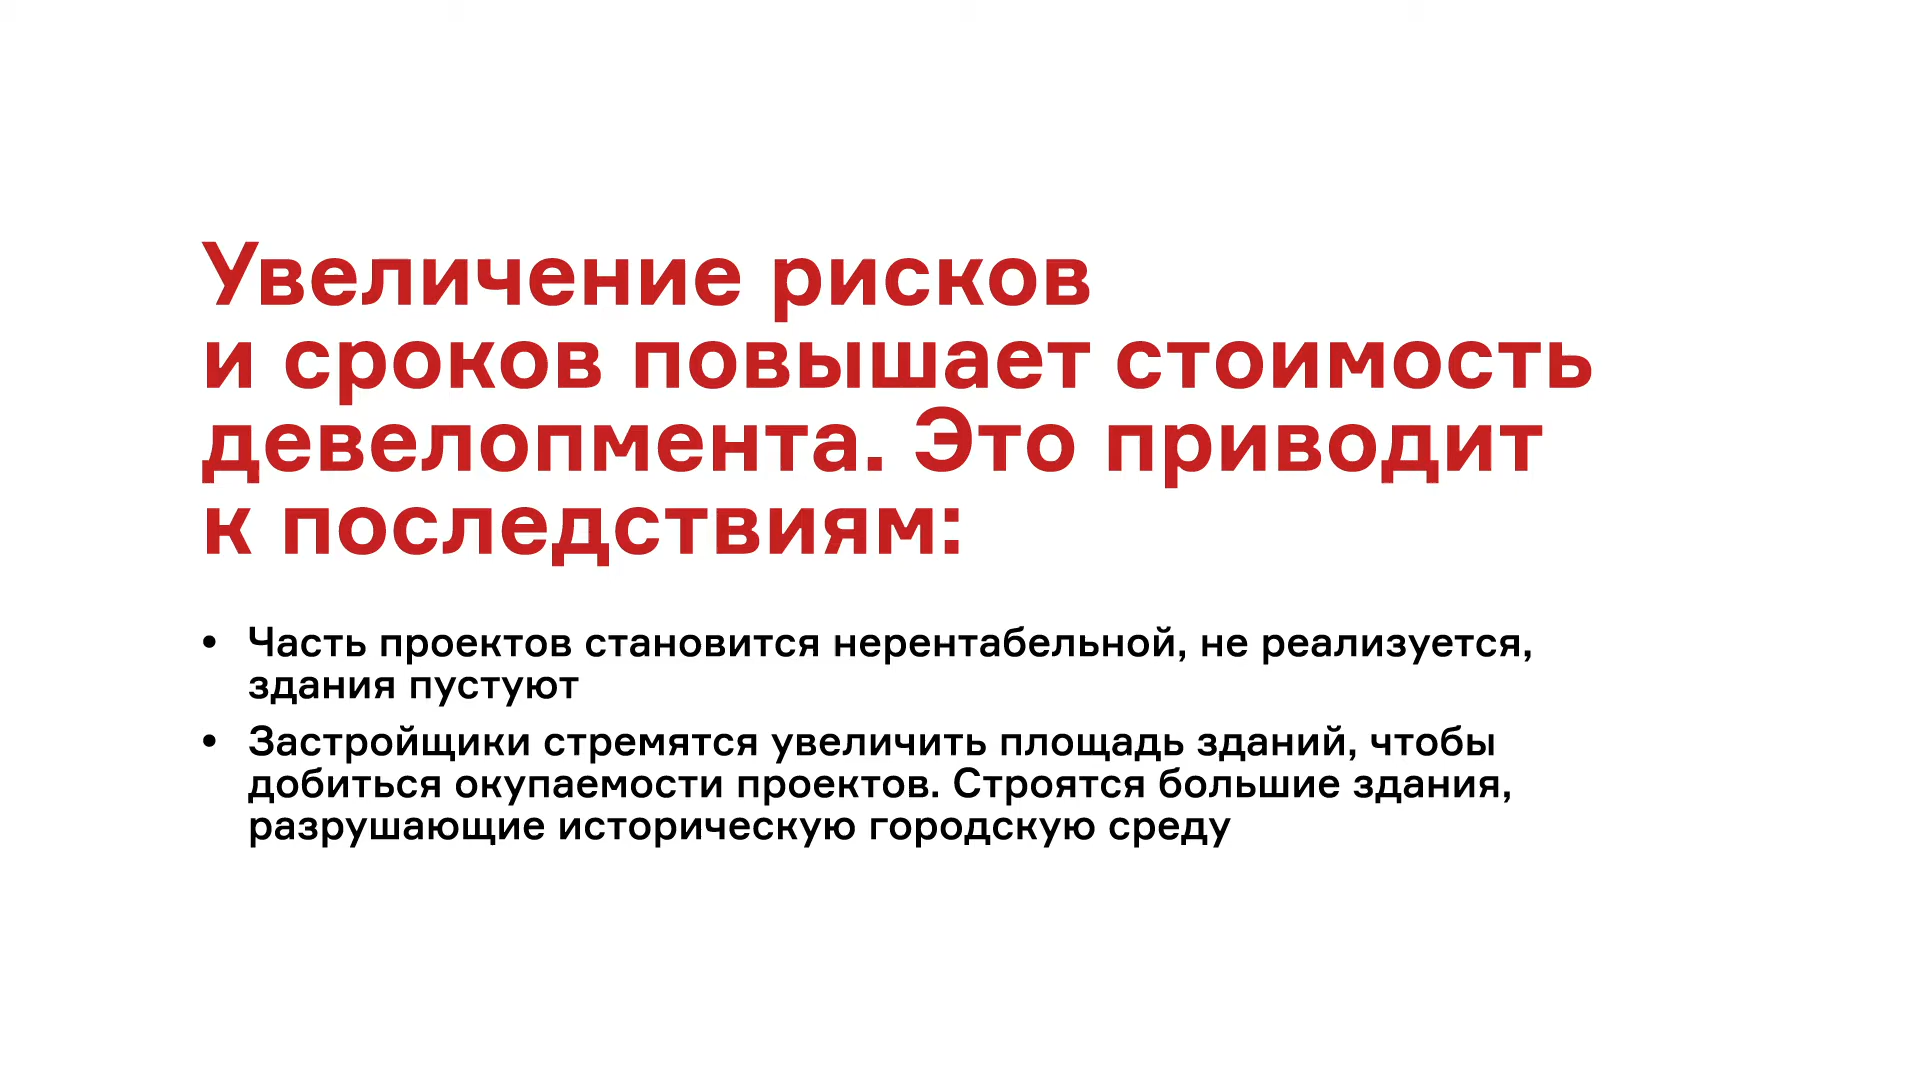 Увеличение рисков
и сроков повышает стоимость
девелопмента. Это приводит
к последствиям:
• Часть проектов становится нерентабельной, не реализуется,
здания пустуют
• Застройщики стремятся увеличить площадь зданий, чтобы
добиться окупаемости проектов. Строятся большие здания,
разрушающие историческую городскую среду